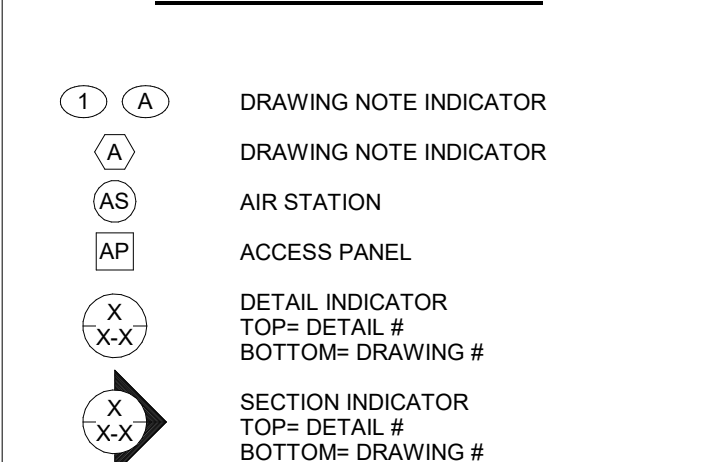 1 A DRAWING NOTE INDICATOR
A DRAWING NOTE INDICATOR
AS AIR STATION
AP ACCESS PANEL
X DETAIL INDICATOR
X-X TOP= DETAIL #
BOTTOM= DRAWING #
X SECTION INDICATOR
X-X TOP= DETAIL #
BOTTOM= DRAWING #